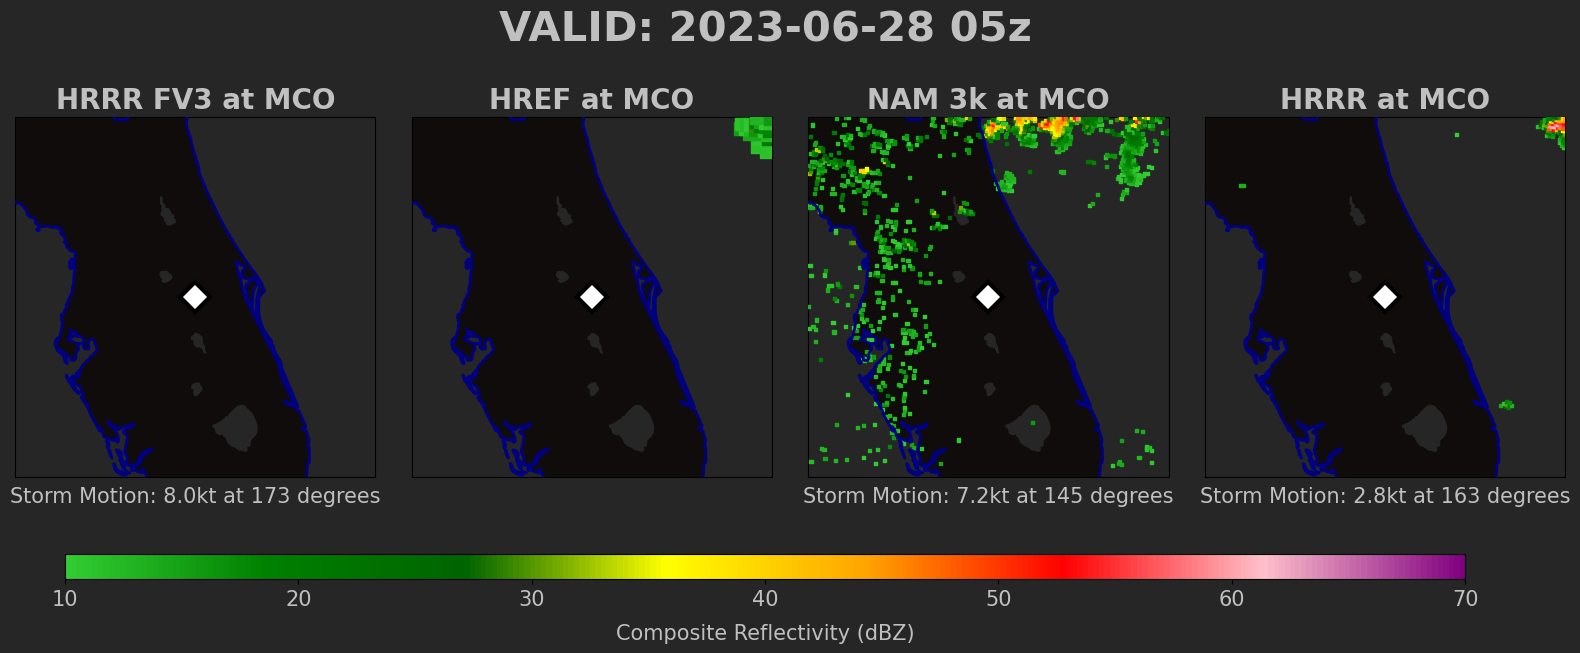 VALID: 2023-06-28 05z
HRRR FV3 at MCO
HREF at MCO
NAM 3k at MCO
HRRR at MCO
Storm Motion: 8.0kt at 173 degrees
Storm Motion: 7.2kt at 145 degrees
Storm Motion: 2.8kt at 163 degrees
10 20 30 40 50 60 70
Composite Reflectivity (dBZ)